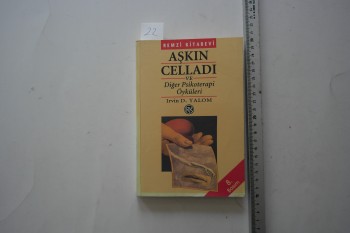 22
REMZİ KİTABEVİ
AŞKIN
CELLADI
VE
Diğer Psikoterapi
Öyküleri
Irvin D. YALOM